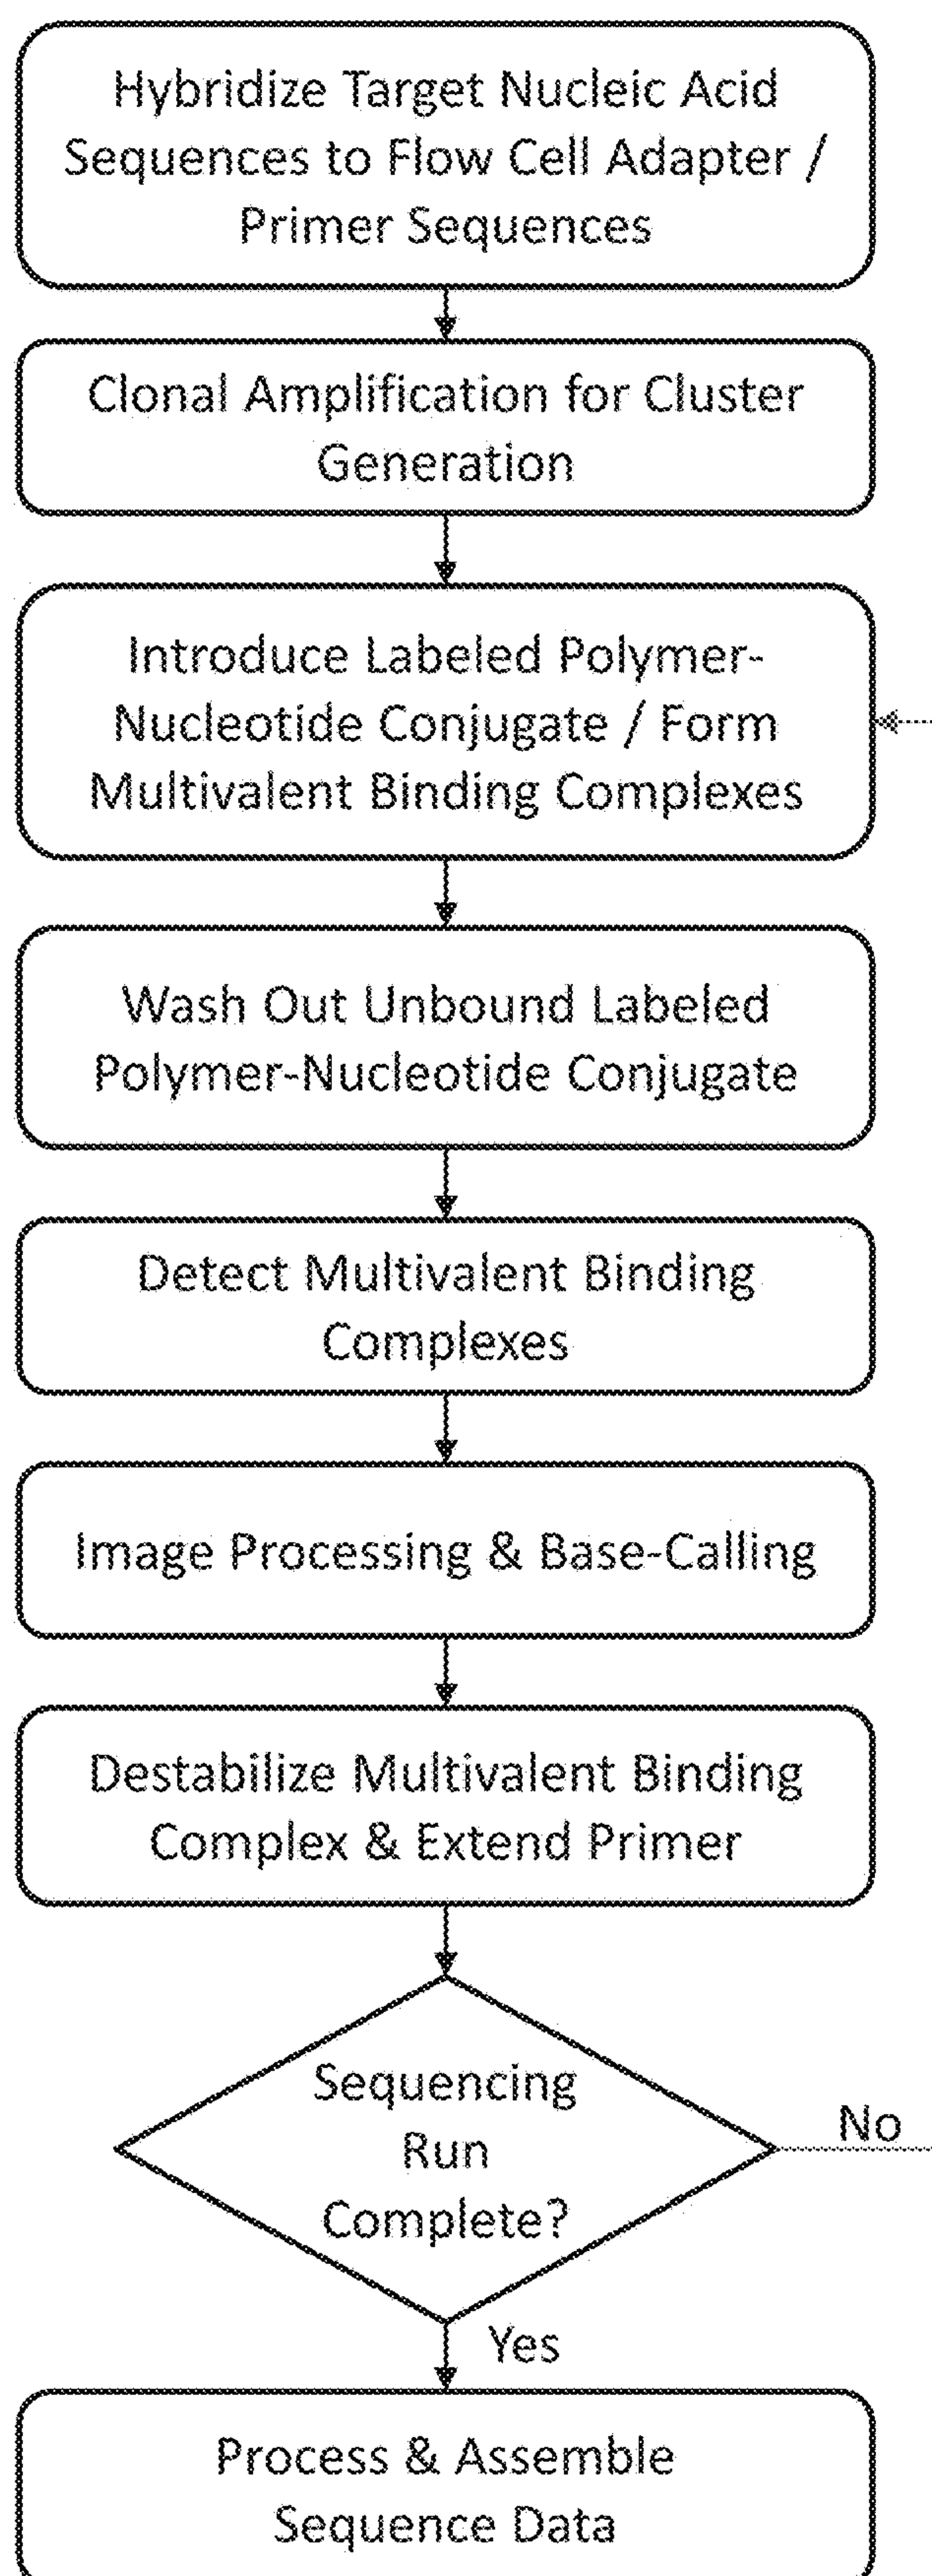 Hybridize Target Nucleic Acid
Sequences to Flow Cell Adapter /
Primer Sequences
Clonal Amplification for Cluster
Generation
Introduce Labeled Polymer-
Nucleotide Conjugate / Form
Multivalent Binding Complexes
Wash Out Unbound Labeled
Polymer-Nucleotide Conjugate
Detect Multivalent Binding
Complexes
Image Processing & Base-Calling
Destabilize Multivalent Binding
Complex & Extend Primer
Sequencing
Run
Complete?
No
Yes
Process & Assemble
Sequence Data